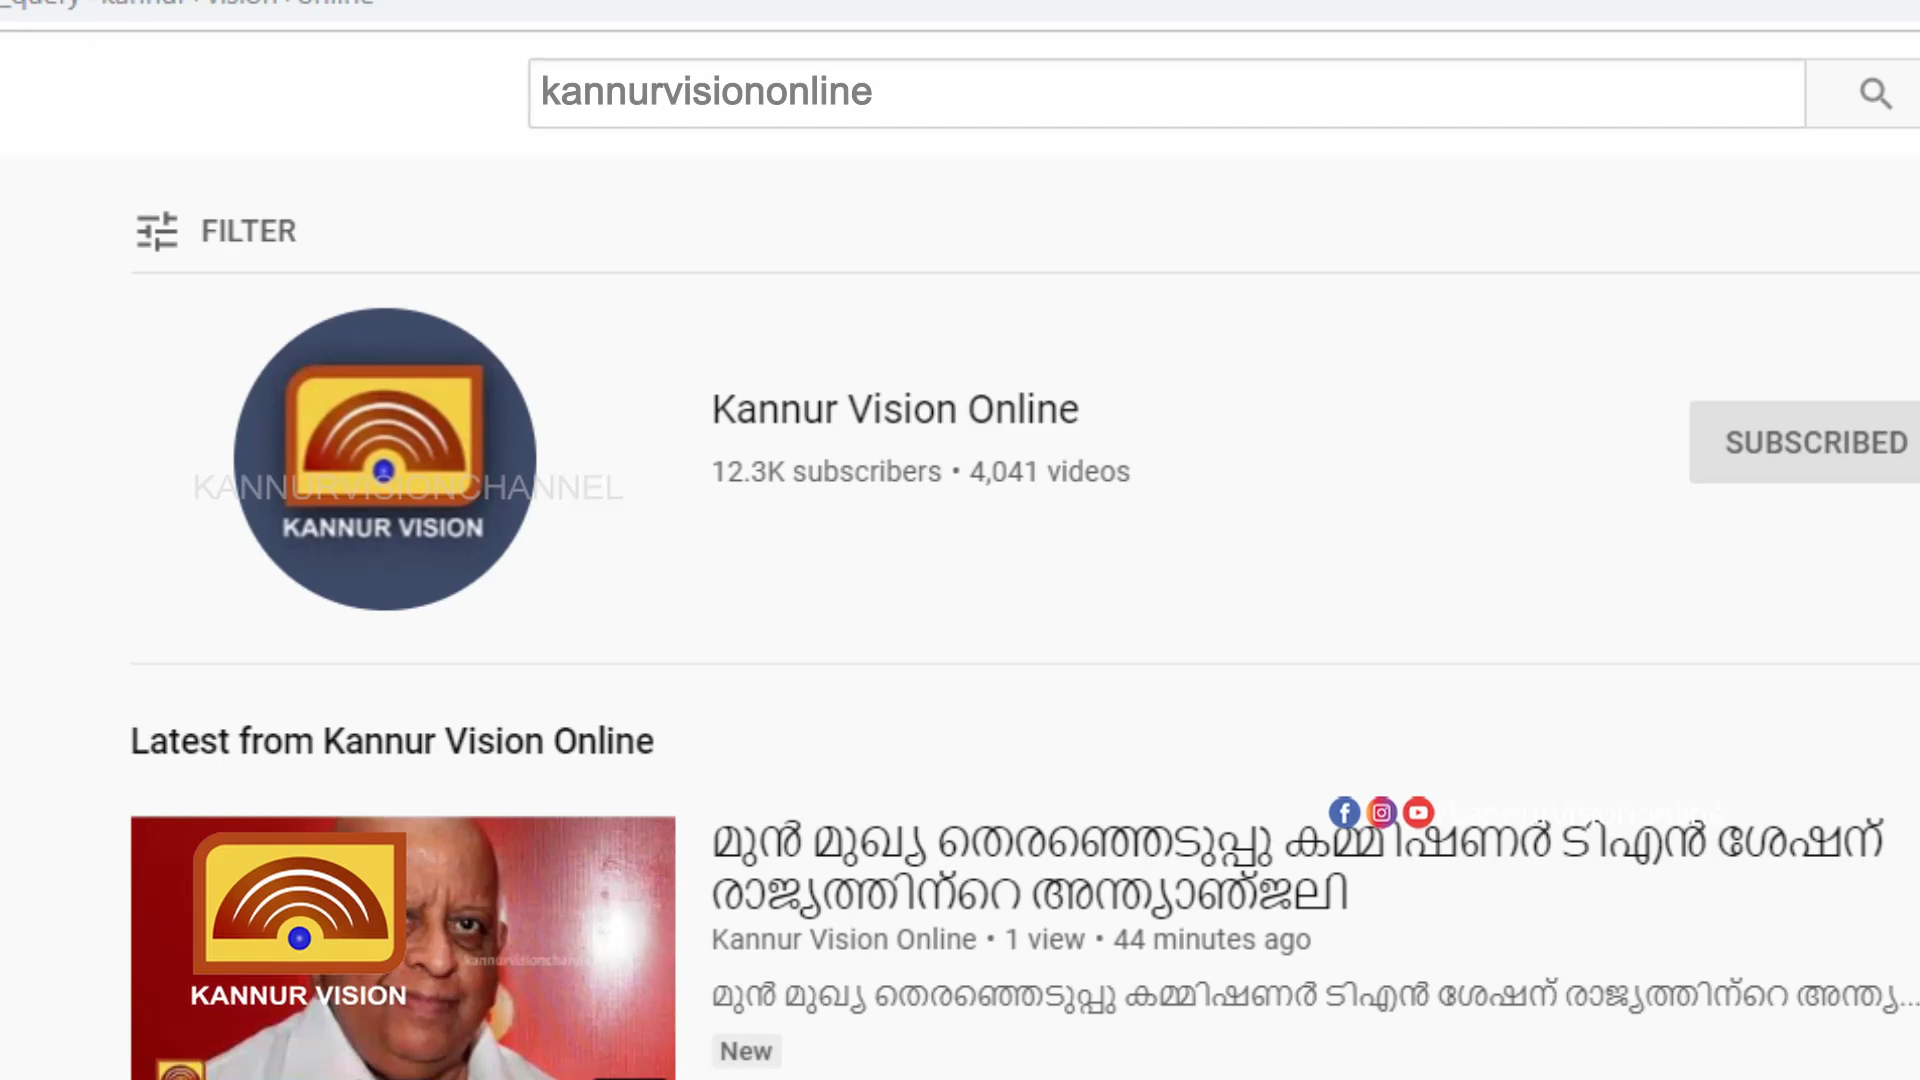 kannurvisiononline
FILTER
KANNUR VISION
KANNURVISIONCHANNEL
Kannur Vision Online
12.3K subscribers • 4,041 videos
SUBSCRIBED
Latest from Kannur Vision Online
മുൻ മുഖ്യ തെരഞ്ഞെടുപ്പു കമ്മിഷണർ ടിഎൻ ശേഷന്
രാജ്യത്തിന്റെ അന്ത്യാഞ്ജലി
Kannur Vision Online • 1 view • 44 minutes ago
മുൻ മുഖ്യ തെരഞ്ഞെടുപ്പു കമ്മിഷണർ ടിഎൻ ശേഷന് രാജ്യത്തിന്റെ അന്ത്യ...
New
KANNUR VISION